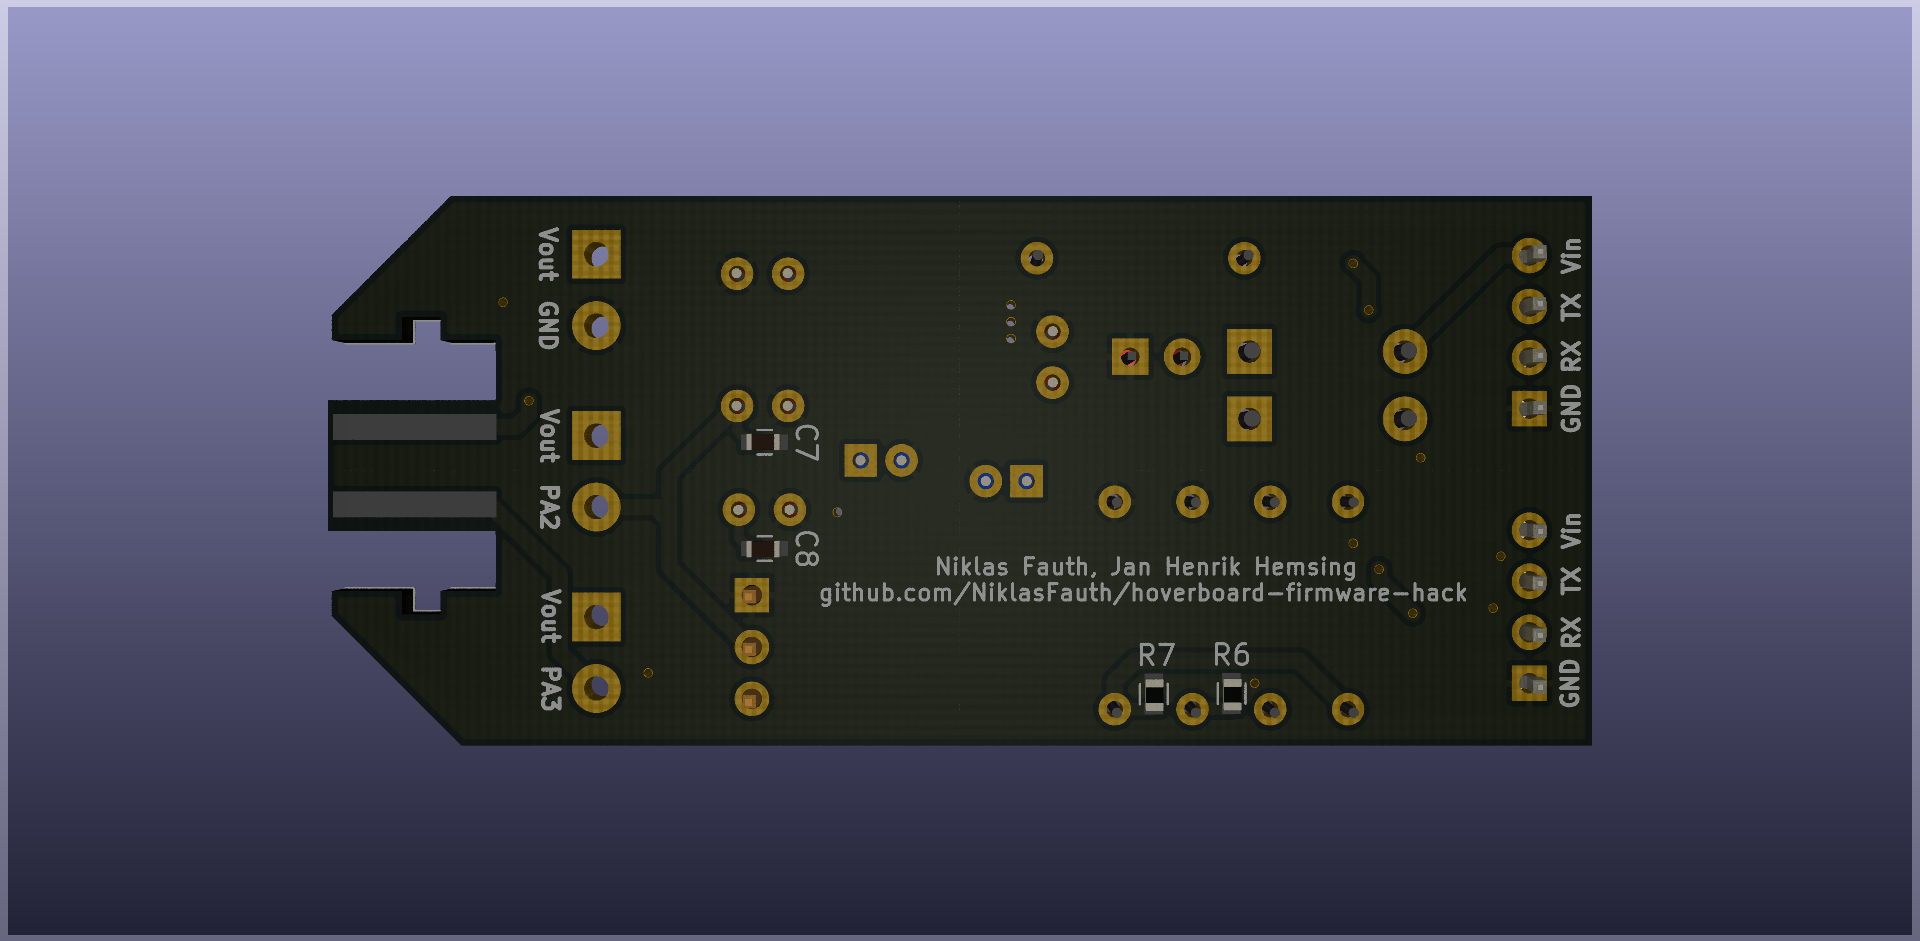 Vout
GND
Vout
PA2
Vout
PA3
C7
C8
Niklas Fauth, Jan Henrik Hemsing
github.com/NiklasFauth/hoverboard-firmware-hack
R7
R6
Vin
TX
RX
GND
Vin
TX
RX
GND